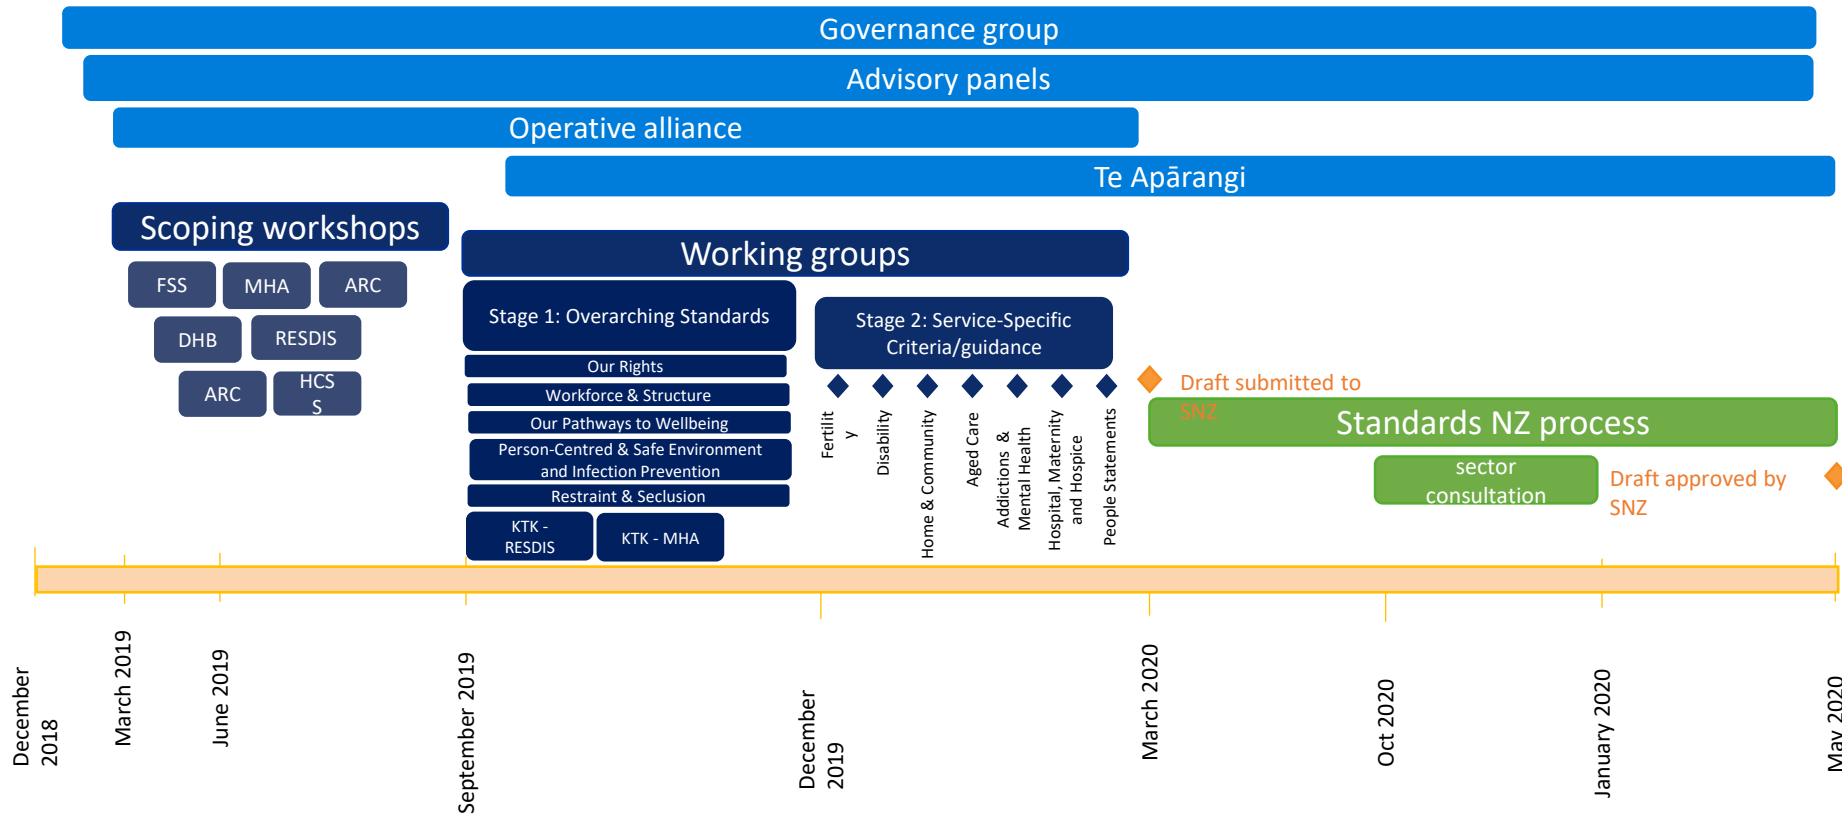 Governance group
Advisory panels
Operative alliance
Te Apārangi
Scoping workshops
Working groups
FSS
MHA
ARC
DHB
RESDIS
ARC
HCS
S
Stage 1: Overarching Standards
Our Rights
Workforce & Structure
Our Pathways to Wellbeing
Person-Centred & Safe Environment
and Infection Prevention
Restraint & Seclusion
KTK -
RESDIS
KTK - MHA
Stage 2: Service-Specific
Criteria/guidance
Fertilit
y
Disability
Home & Community
Aged Care
Addictions &
Mental Health
Hospital, Maternity
and Hospice
People Statements
Draft submitted to
SNZ
Standards NZ process
sector
consultation
Draft approved by
SNZ
December
2018
March 2019
June 2019
September 2019
December
2019
March 2020
Oct 2020
January 2020
May 2020